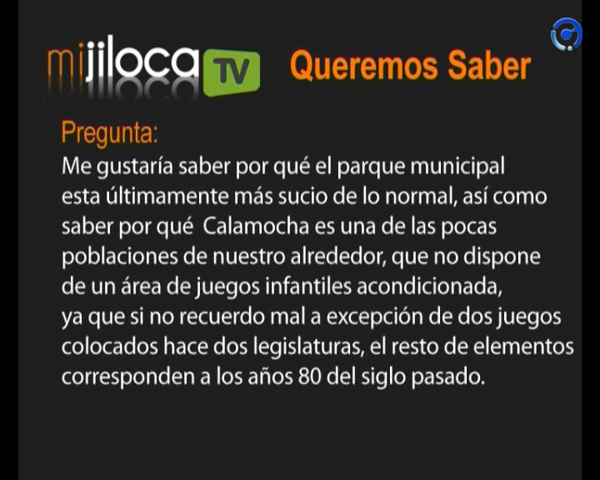 mijiloca TV
Queremos Saber
Pregunta:
Me gustaría saber por qué el parque municipal
esta últimamente más sucio de lo normal, así como
saber por qué  Calamocha es una de las pocas
poblaciones de nuestro alrededor, que no dispone
de un área de juegos infantiles acondicionada,
ya que si no recuerdo mal a excepción de dos juegos
colocados hace dos legislaturas, el resto de elementos
corresponden a los años 80 del siglo pasado.